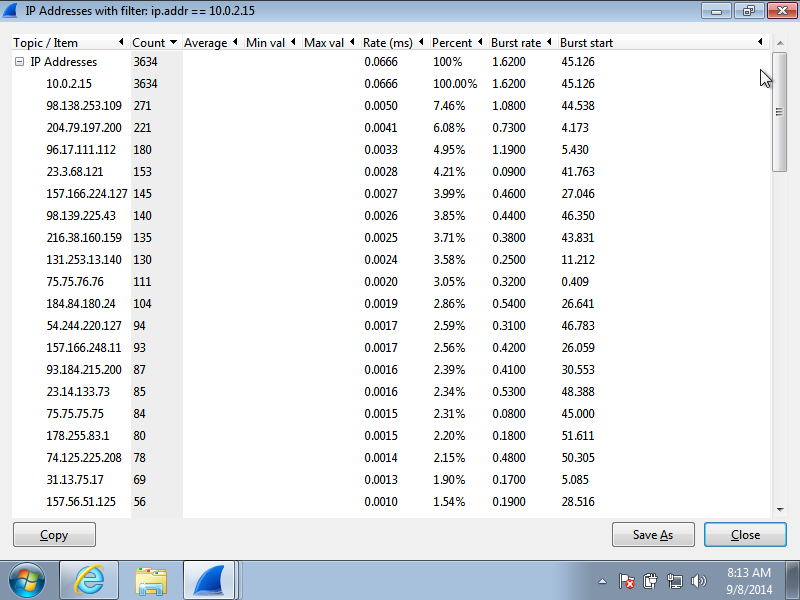 IP Addresses with filter: ip.addr == 10.0.2.15
Topic / Item Count Average Min val Max val Rate (ms) Percent Burst rate Burst start
IP Addresses 3634 0.0666 100% 1.6200 45.126
10.0.2.15 3634 0.0666 100.00% 1.6200 45.126
98.138.253.109 271 0.0050 7.46% 1.0800 44.538
204.79.197.200 221 0.0041 6.08% 0.7300 4.173
96.17.111.112 180 0.0033 4.95% 1.1900 5.430
23.3.68.121 153 0.0028 4.21% 0.0900 41.763
157.166.224.127 145 0.0027 3.99% 0.4600 27.046
98.139.225.43 140 0.0026 3.85% 0.4400 46.350
216.38.160.159 135 0.0025 3.71% 0.3800 43.831
131.253.13.140 130 0.0024 3.58% 0.2500 11.212
75.75.76.76 111 0.0020 3.05% 0.3200 0.409
184.84.180.24 104 0.0019 2.86% 0.5400 26.641
54.244.220.127 94 0.0017 2.59% 0.3100 46.783
157.166.248.11 93 0.0017 2.56% 0.4200 26.059
93.184.215.200 87 0.0016 2.39% 0.4100 30.553
23.14.133.73 85 0.0016 2.34% 0.5300 48.388
75.75.75.75 84 0.0015 2.31% 0.0800 45.000
178.255.83.1 80 0.0015 2.20% 0.1800 51.611
74.125.225.208 78 0.0014 2.15% 0.4800 50.305
31.13.75.17 69 0.0013 1.90% 0.1700 5.085
157.56.51.125 56 0.0010 1.54% 0.1900 28.516
Copy Save As Close
8:13 AM
9/8/2014